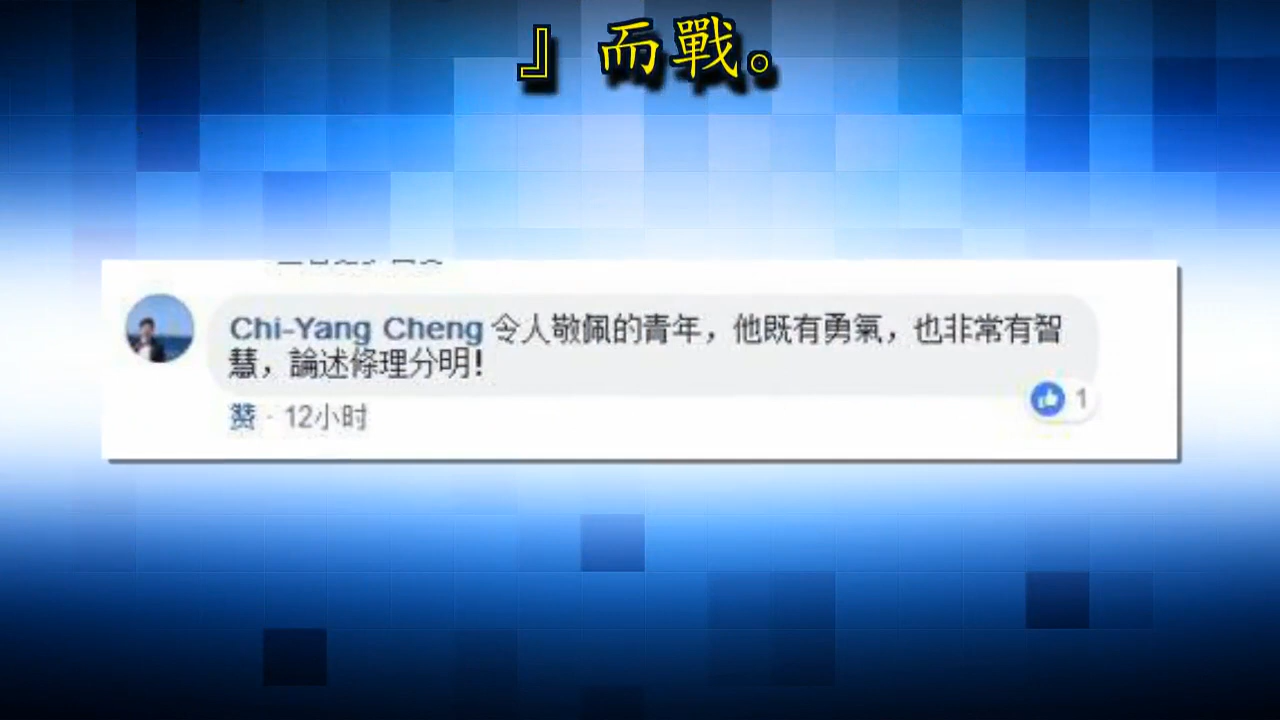 』而戰。
Chi-Yang Cheng 令人敬佩的青年，他既有勇氣，也非常有智
慧，論述條理分明!
赞 · 12小时
1